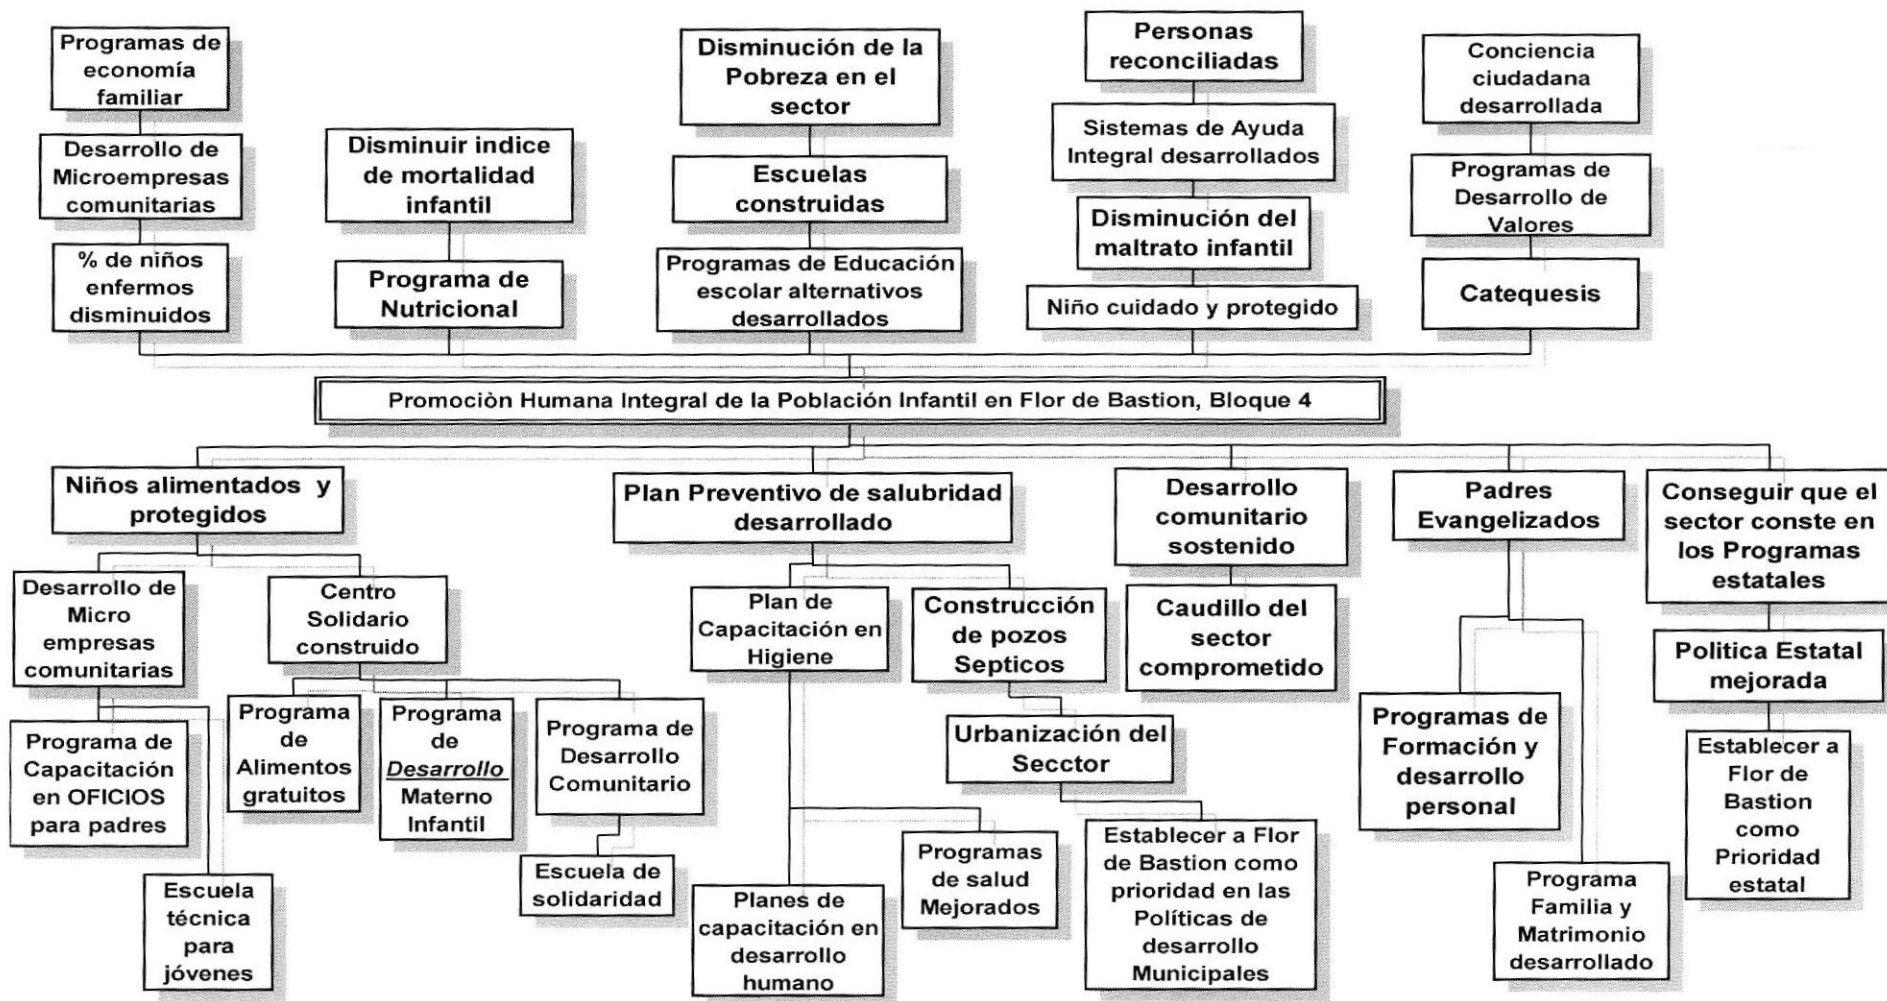 Programas de
economía
familiar
Desarrollo de
Microempresas
comunitarias
% de niños
enfermos
disminuidos
Disminuir indice
de mortalidad
infantil
Programa de
Nutricional
Disminución de la
Pobreza en el
sector
Escuelas
construidas
Programas de Educación
escolar alternativos
desarrollados
Personas
reconciliadas
Sistemas de Ayuda
Integral desarrollados
Disminución del
maltrato infantil
Niño cuidado y protegido
Conciencia
ciudadana
desarrollada
Programas de
Desarrollo de
Valores
Catequesis
Promociòn Humana Integral de la Población Infantil en Flor de Bastion, Bloque 4
Niños alimentados y
protegidos
Desarrollo de
Micro
empresas
comunitarias
Programa de
Capacitación
en OFICIOS
para padres
Escuela
técnica
para
jóvenes
Centro
Solidario
construido
Programa
de
Alimentos
gratuitos
Programa
de
Desarrollo
Materno
Infantil
Programa de
Desarrollo
Comunitario
Escuela de
solidaridad
Plan Preventivo de salubridad
desarrollado
Plan de
Capacitación en
Higiene
Planes de
capacitación en
desarrollo
humano
Programas
de salud
Mejorados
Construcción
de pozos
Septicos
Urbanización del
Secctor
Establecer a Flor
de Bastion como
prioridad en las
Políticas de
desarrollo
Municipales
Desarrollo
comunitario
sostenido
Caudillo del
sector
comprometido
Padres
Evangelizados
Programas de
Formación y
desarrollo
personal
Programa
Familia y
Matrimonio
desarrollado
Conseguir que el
sector conste en
los Programas
estatales
Politica Estatal
mejorada
Establecer a
Flor de
Bastion
como
Prioridad
estatal